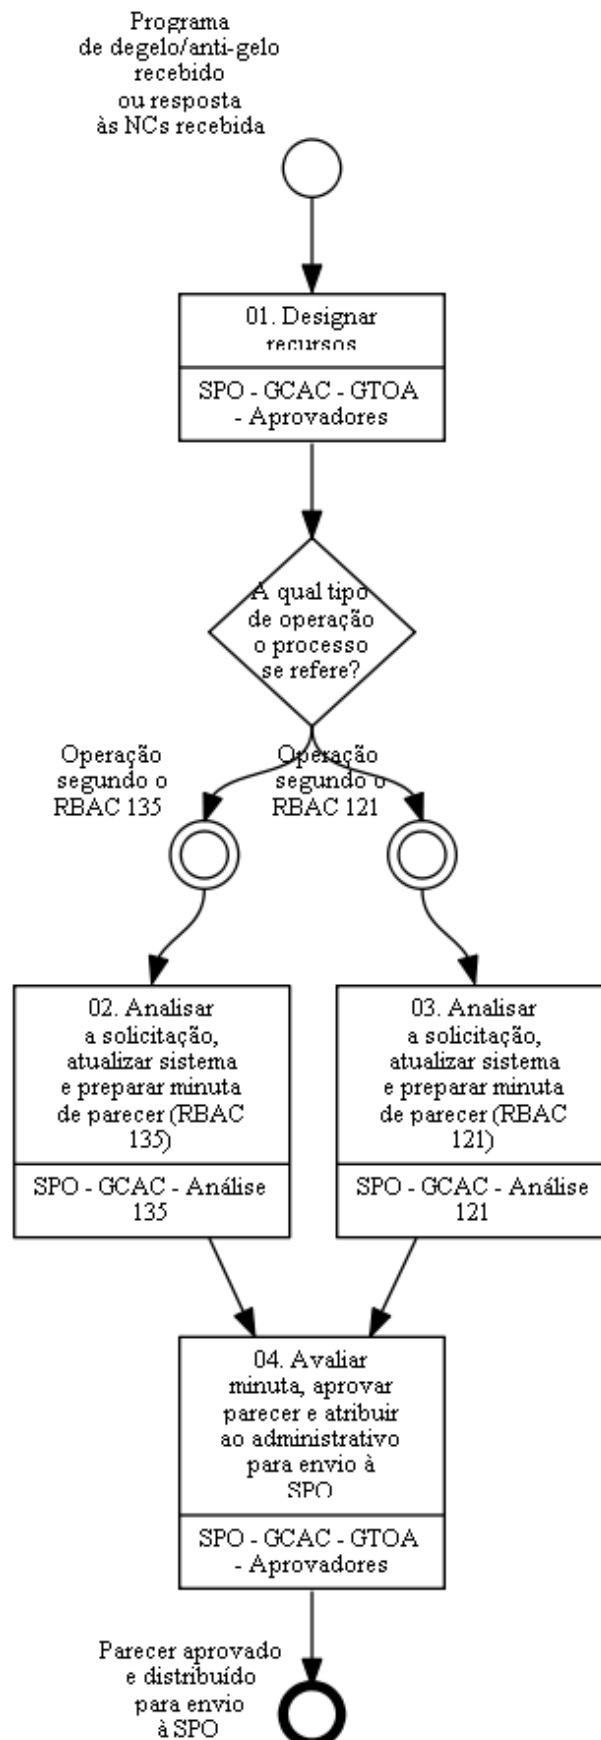 Programa
de degelo/anti-gelo
recebido
ou resposta
às NCs recebida
01. Designar
recursos
SPO - GCAC - GTOA
- Aprovadores
A qual tipo
de operação
o processo
se refere?
Operação
segundo o
RBAC 135
Operação
segundo o
RBAC 121
02. Analisar
a solicitação,
atualizar sistema
e preparar minuta
de parecer (RBAC
135)
SPO - GCAC - Análise
135
03. Analisar
a solicitação,
atualizar sistema
e preparar minuta
de parecer (RBAC
121)
SPO - GCAC - Análise
121
04. Avaliar
minuta, aprovar
parecer e atribuir
ao administrativo
para envio à
SPO
SPO - GCAC - GTOA
- Aprovadores
Parecer aprovado
e distribuído
para envio
à SPO